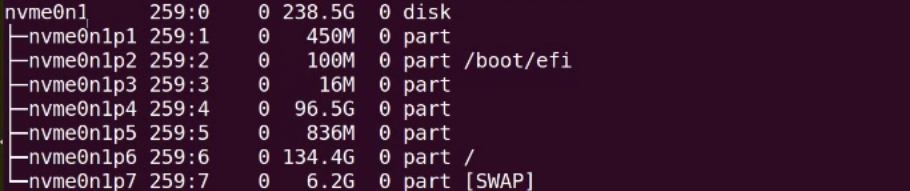 nvme0n1     259:0    0 238.5G  0 disk
├─nvme0n1p1 259:1    0   450M  0 part
├─nvme0n1p2 259:2    0   100M  0 part /boot/efi
├─nvme0n1p3 259:3    0    16M  0 part
├─nvme0n1p4 259:4    0  96.5G  0 part
├─nvme0n1p5 259:5    0   836M  0 part
├─nvme0n1p6 259:6    0 134.4G  0 part /
└─nvme0n1p7 259:7    0   6.2G  0 part [SWAP]